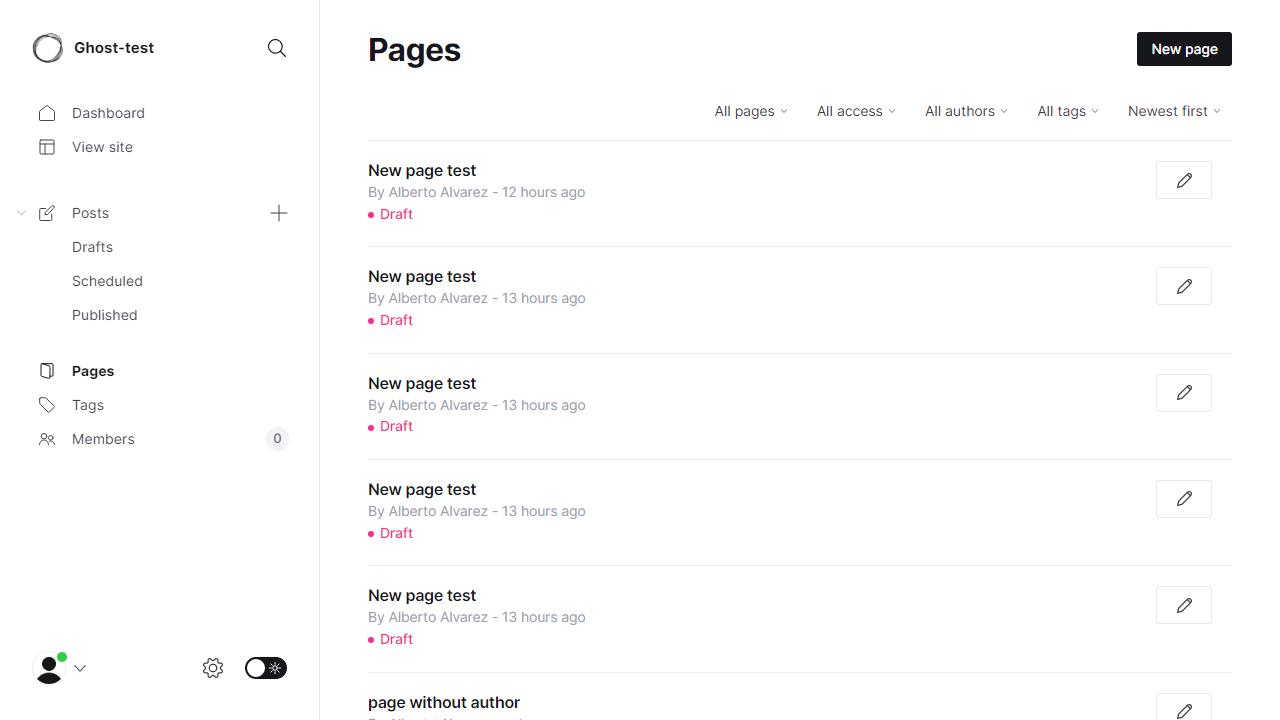 Ghost-test
Dashboard
View site
Posts
Drafts
Scheduled
Published
Pages
Tags
Members 0
Pages
New page
All pages All access All authors All tags Newest first
New page test
By Alberto Alvarez - 12 hours ago
Draft
New page test
By Alberto Alvarez - 13 hours ago
Draft
New page test
By Alberto Alvarez - 13 hours ago
Draft
New page test
By Alberto Alvarez - 13 hours ago
Draft
New page test
By Alberto Alvarez - 13 hours ago
Draft
page without author